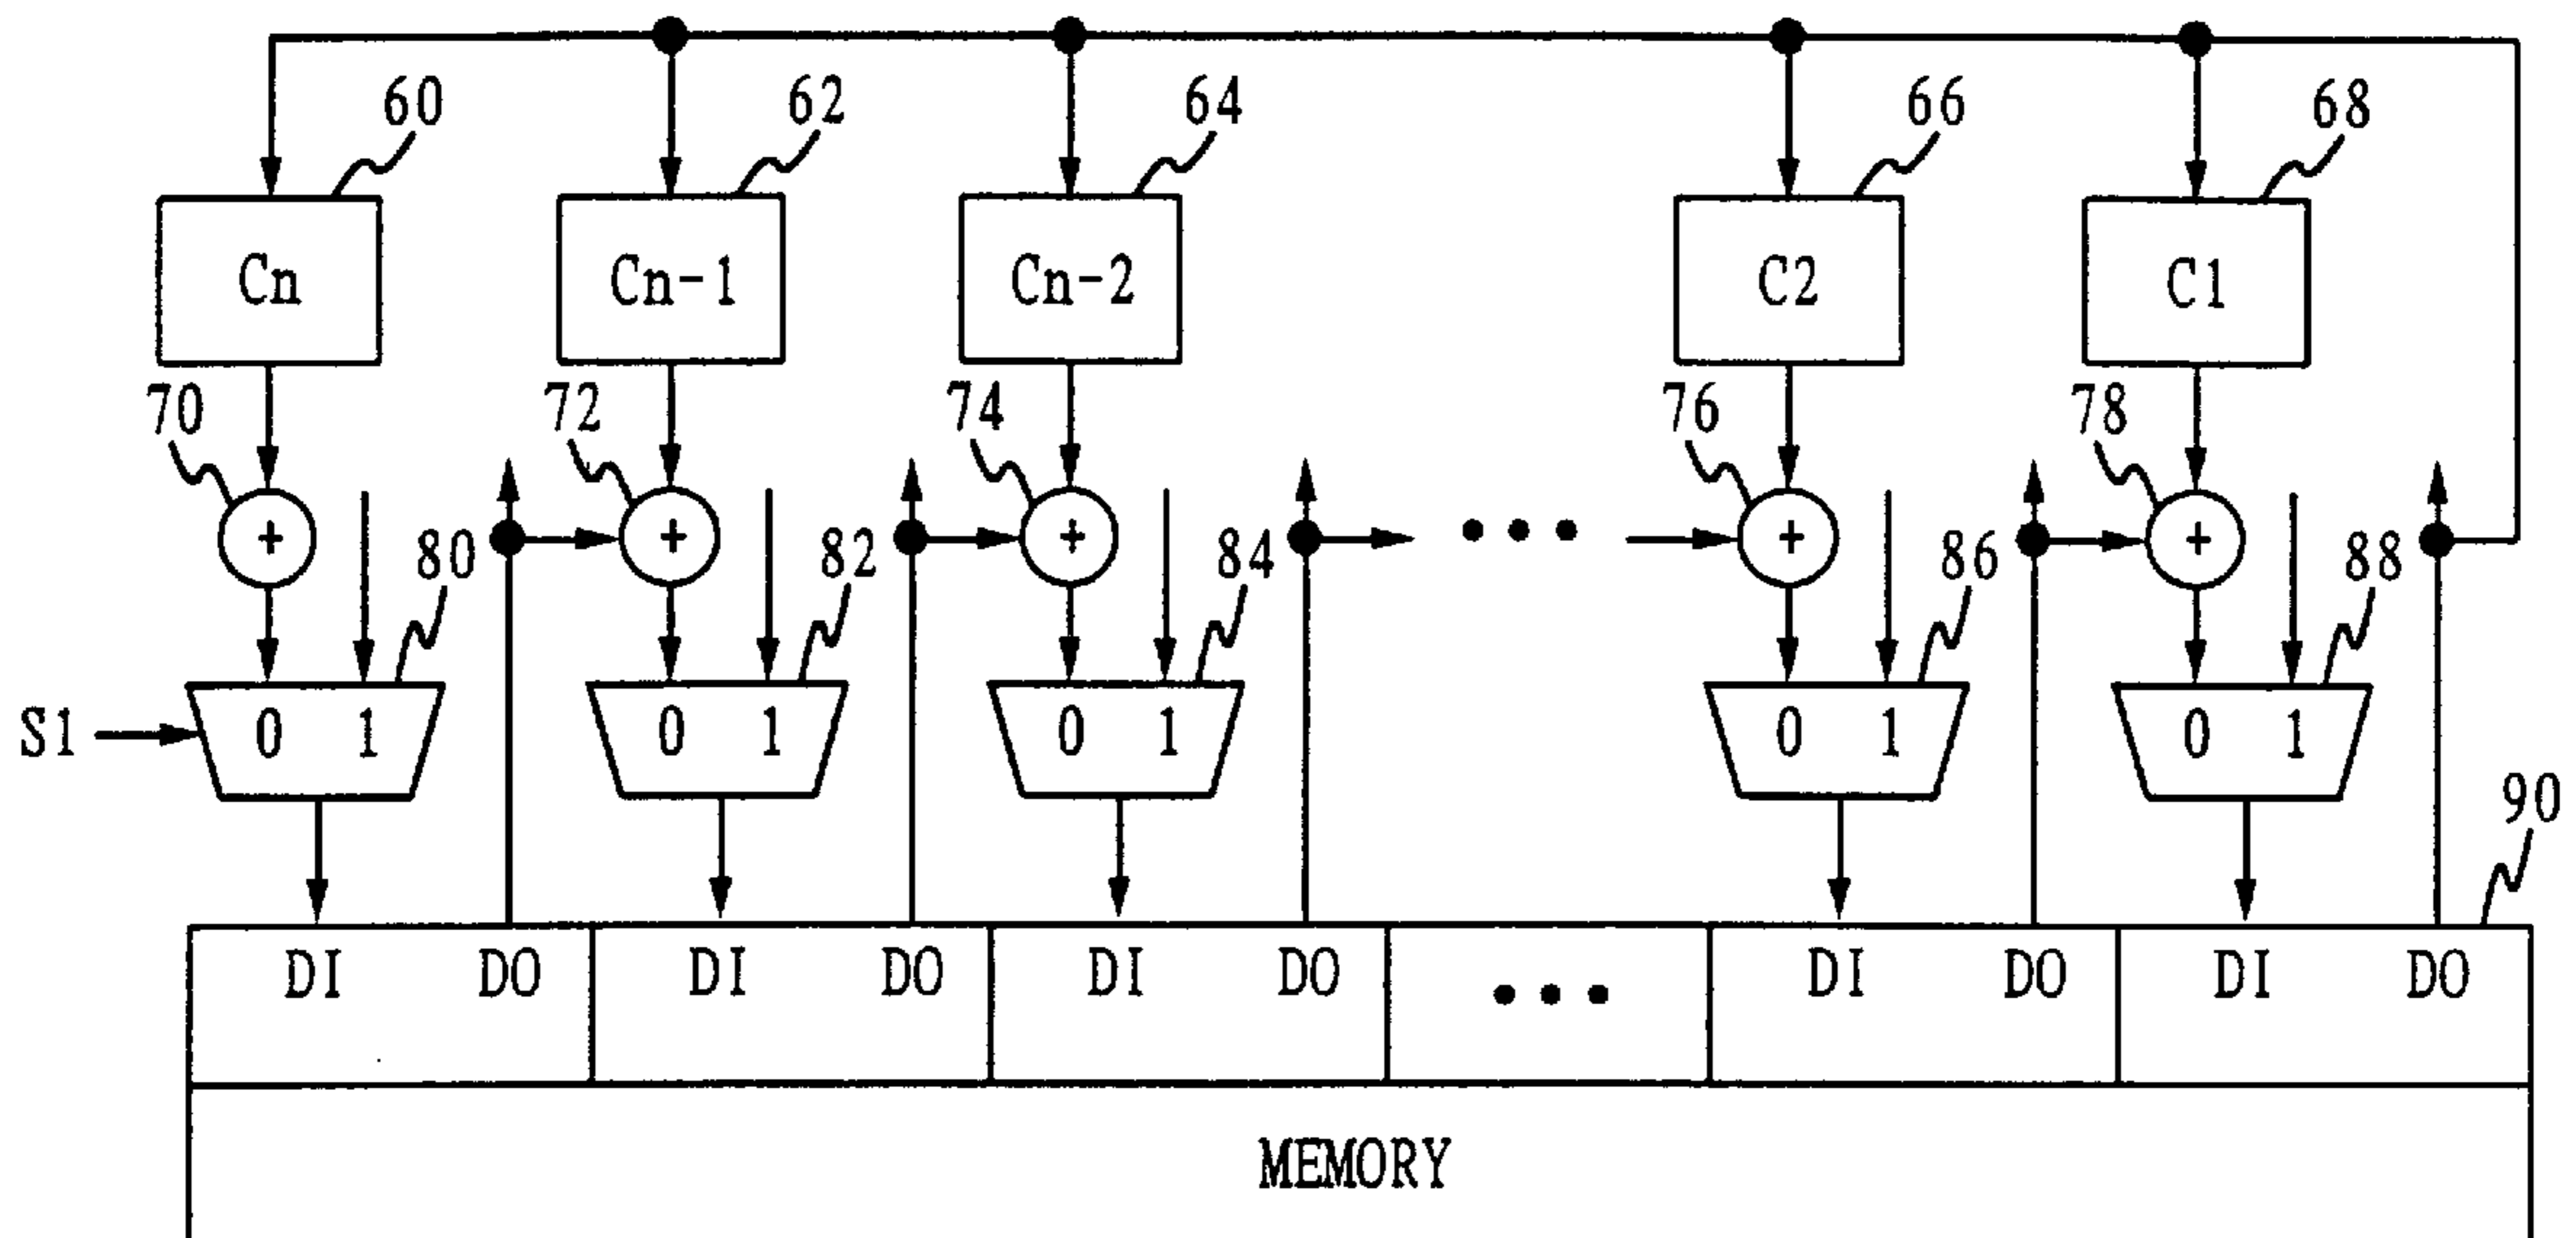 60 62 64 66 68
Cn Cn-1 Cn-2 C2 C1
70 72 74 76 78
+ + + + +
80 82 84 86 88
S1 0 1 0 1 0 1 0 1 0 1
90
DI DO DI DO DI DO DI DO DI DO
MEMORY